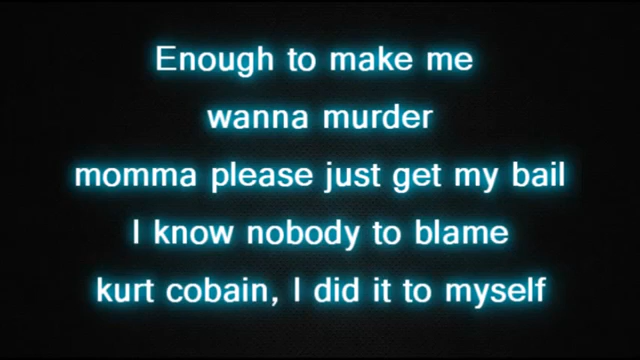 Enough to make me
wanna murder
momma please just get my bail
I know nobody to blame
kurt cobain, I did it to myself